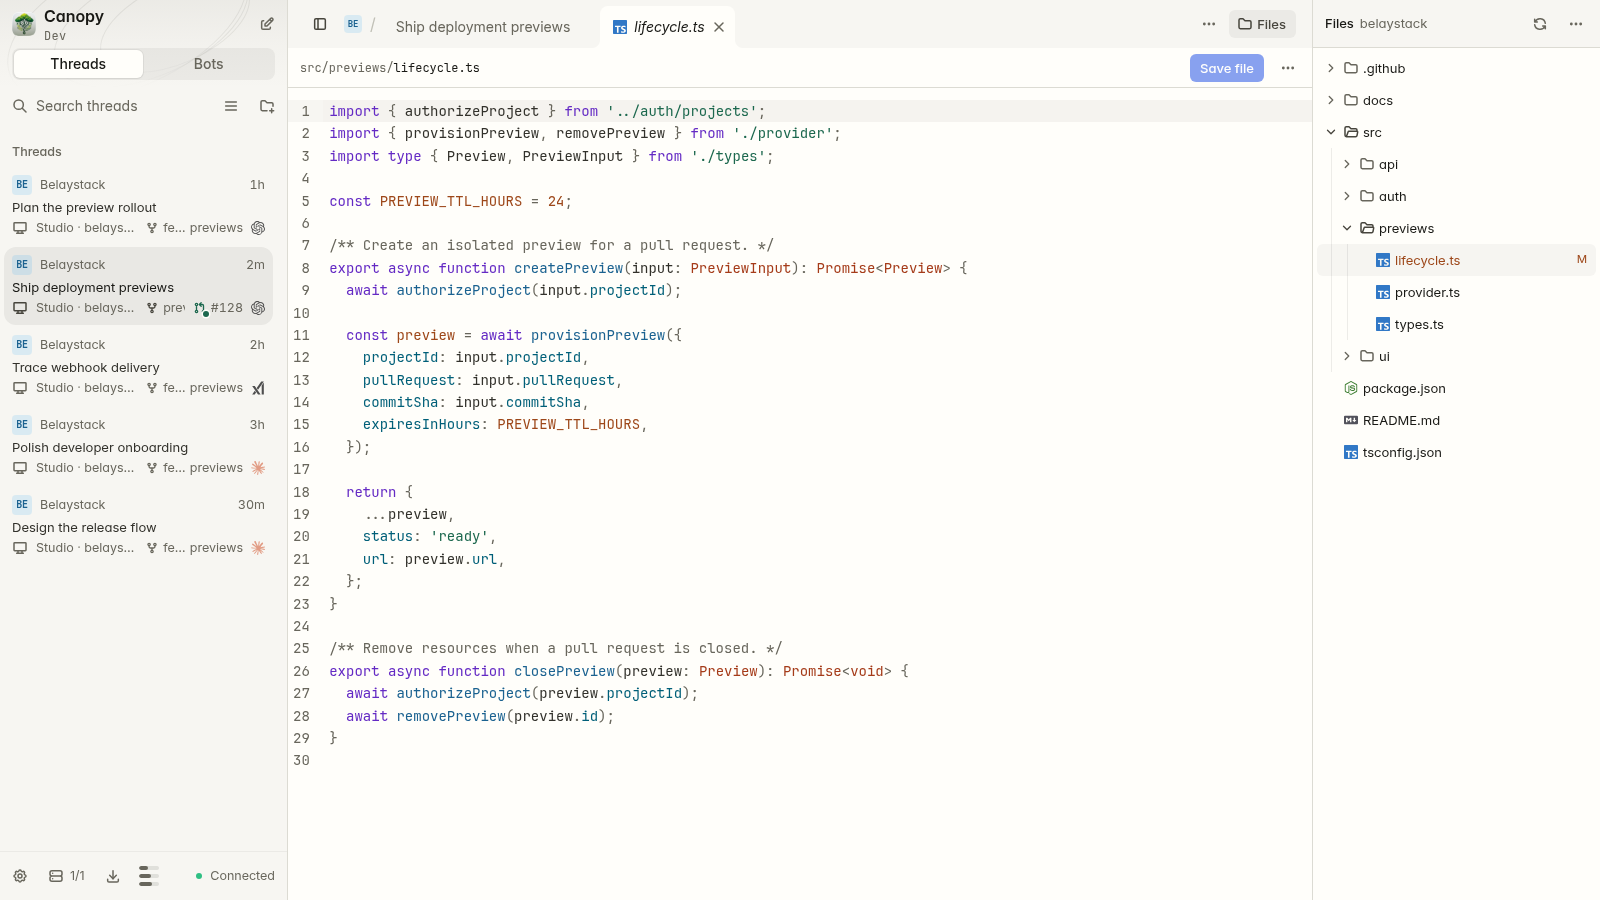 Canopy
Dev
Threads
Bots
Search threads
Threads
BE Belaystack 1h
Plan the preview rollout
Studio · belays... fe... previews
BE Belaystack 2m
Ship deployment previews
Studio · belays... #128
BE Belaystack 2h
Trace webhook delivery
Studio · belays... fe... previews
BE Belaystack 3h
Polish developer onboarding
Studio · belays... fe... previews
BE Belaystack 30m
Design the release flow
Studio · belays... fe... previews
1/1
Connected
BE / Ship deployment previews
TS lifecycle.ts
Files
src/previews/lifecycle.ts
Save file
1 import { authorizeProject } from '../auth/projects';
2 import { provisionPreview, removePreview } from './provider';
3 import type { Preview, PreviewInput } from './types';
4
5 const PREVIEW_TTL_HOURS = 24;
6
7 /** Create an isolated preview for a pull request. */
8 export async function createPreview(input: PreviewInput): Promise<Preview> {
9   await authorizeProject(input.projectId);
10
11   const preview = await provisionPreview({
12     projectId: input.projectId,
13     pullRequest: input.pullRequest,
14     commitSha: input.commitSha,
15     expiresInHours: PREVIEW_TTL_HOURS,
16   });
17
18   return {
19     ...preview,
20     status: 'ready',
21     url: preview.url,
22   };
23 }
24
25 /** Remove resources when a pull request is closed. */
26 export async function closePreview(preview: Preview): Promise<void> {
27   await authorizeProject(preview.projectId);
28   await removePreview(preview.id);
29 }
30
Files belaystack
.github
docs
src
api
auth
previews
TS lifecycle.ts M
TS provider.ts
TS types.ts
ui
package.json
README.md
TS tsconfig.json